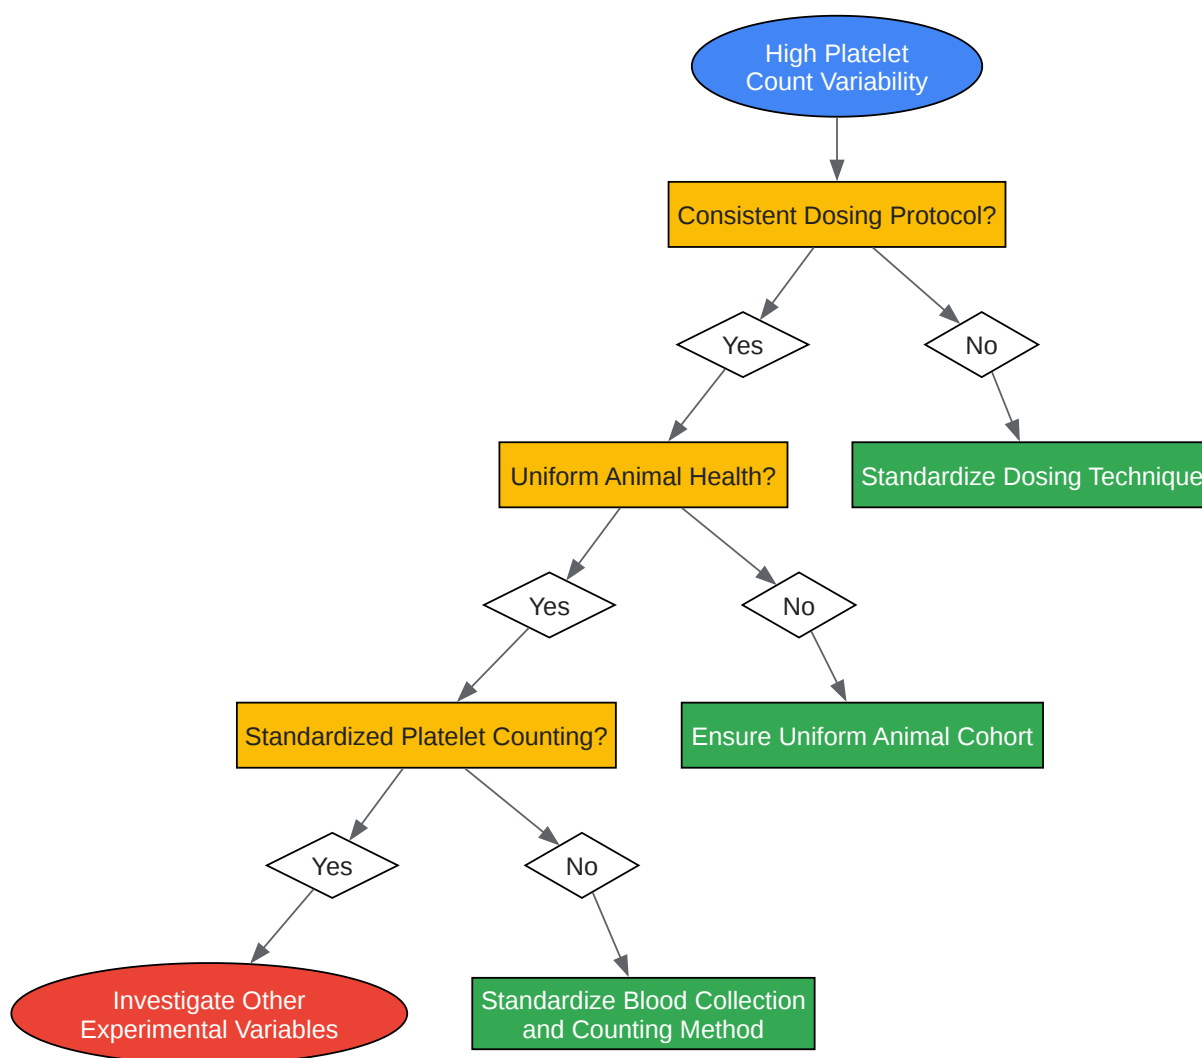 High Platelet
Count Variability
Consistent Dosing Protocol?
Yes
No
Uniform Animal Health?
Standardize Dosing Technique
Yes
No
Standardized Platelet Counting?
Ensure Uniform Animal Cohort
Yes
No
Investigate Other
Experimental Variables
Standardize Blood Collection
and Counting Method